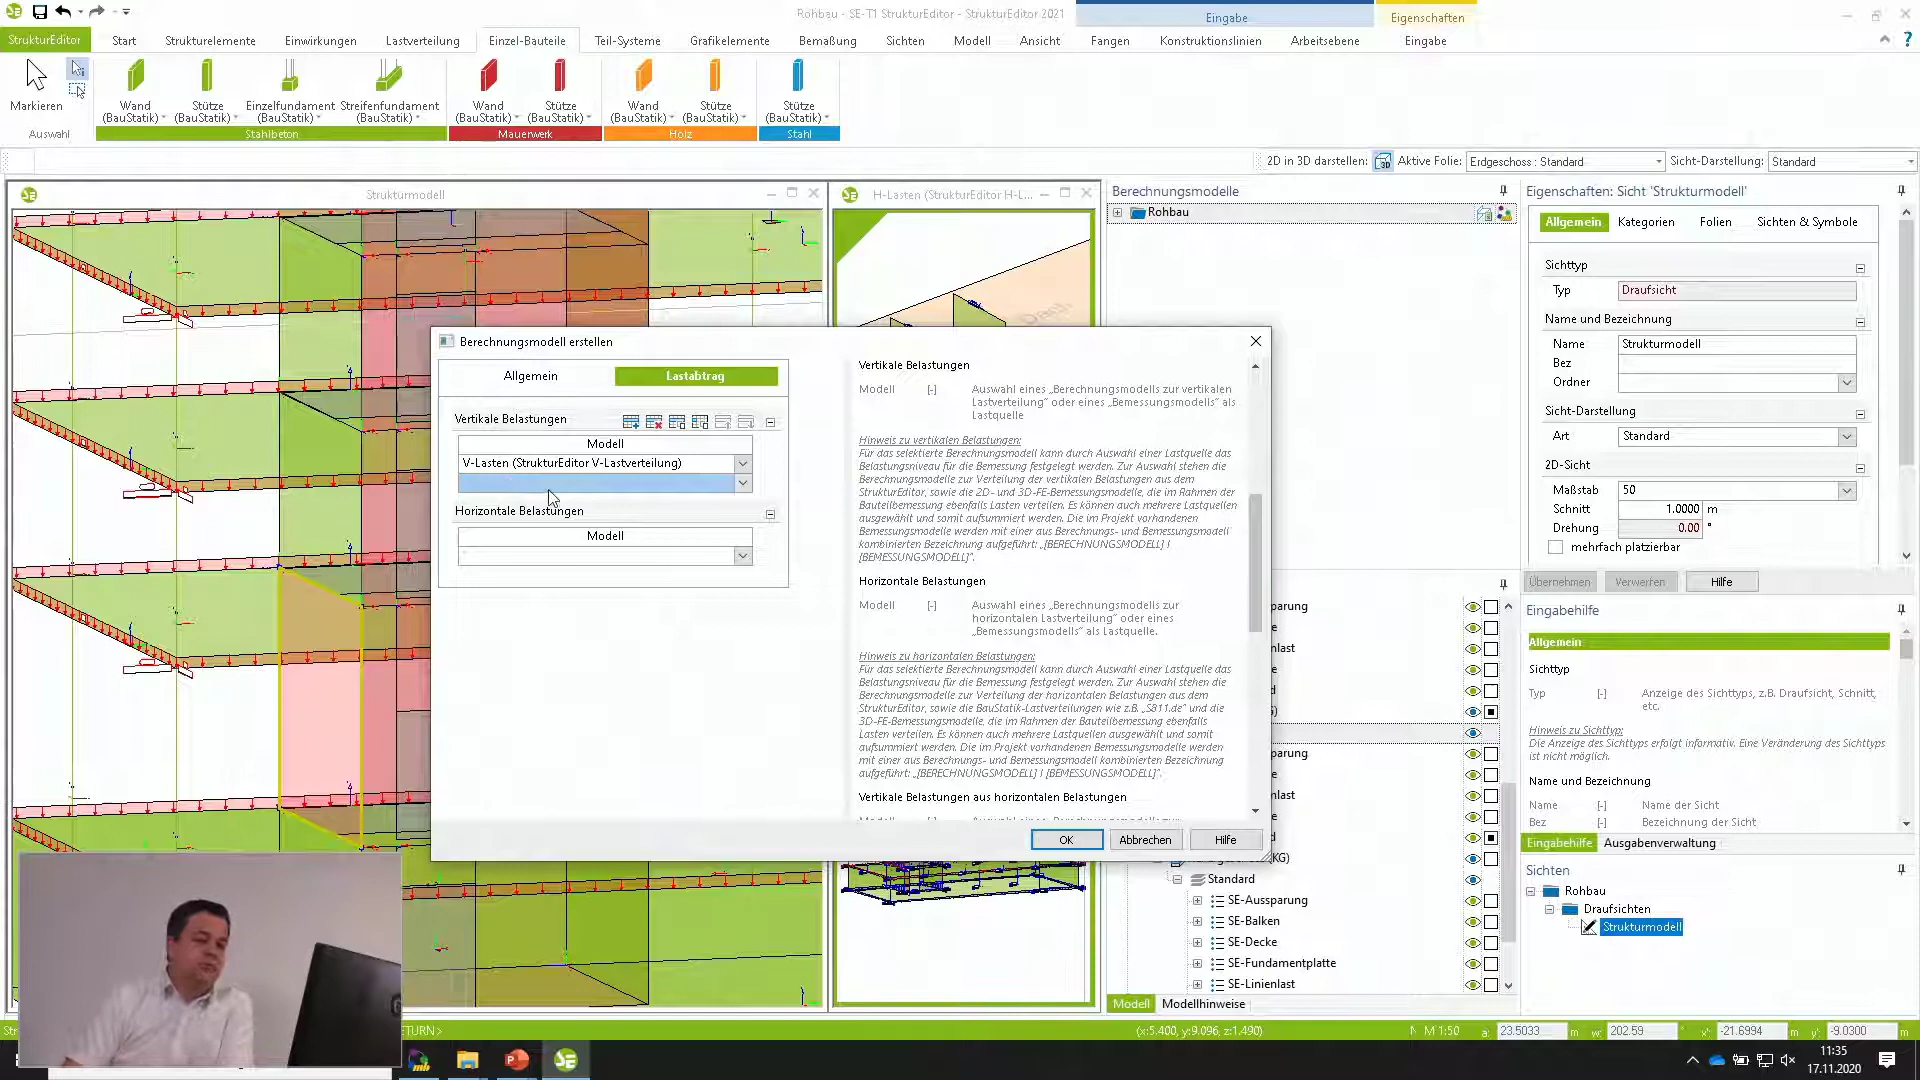 Rohbau - SE-T1 StrukturEditor - StrukturEditor 2021
Eingabe
Eigenschaften
StrukturEditor
Start
Strukturelemente
Einwirkungen
Lastverteilung
Einzel-Bauteile
Teil-Systeme
Grafikelemente
Bemaßung
Sichten
Modell
Ansicht
Fangen
Konstruktionslinien
Arbeitsebene
Eingabe
Markieren
Auswahl
Wand
(BauStatik)
Stütze
(BauStatik)
Einzelfundament
(BauStatik)
Streifenfundament
(BauStatik)
Stahlbeton
Wand
(BauStatik)
Stütze
(BauStatik)
Mauerwerk
Wand
(BauStatik)
Stütze
(BauStatik)
Holz
Stütze
(BauStatik)
Stahl
2D in 3D darstellen:
Aktive Folie:
Erdgeschoss : Standard
Sicht-Darstellung:
Standard
Strukturmodell
H-Lasten (StrukturEditor H-L...
Berechnungsmodelle
Rohbau
Berechnungsmodell erstellen
Allgemein
Lastabtrag
Vertikale Belastungen
Modell
V-Lasten (StrukturEditor V-Lastverteilung)
Horizontale Belastungen
Modell
Vertikale Belastungen
Modell [-] Auswahl eines „Berechnungsmodells zur vertikalen
Lastverteilung“ oder eines „Bemessungsmodells“ als
Lastquelle
Hinweis zu vertikalen Belastungen:
Für das selektierte Berechnungsmodell kann durch Auswahl einer Lastquelle das
Belastungsniveau für die Bemessung festgelegt werden. Zur Auswahl stehen die
Berechnungsmodelle zur Verteilung der vertikalen Belastungen aus dem
StrukturEditor, sowie die 2D- und 3D-FE-Bemessungsmodelle, die im Rahmen der
Bauteilbemessung ebenfalls Lasten verteilen. Es können auch mehrere Lastquellen
ausgewählt und somit aufsummiert werden. Die im Projekt vorhandenen
Bemessungsmodelle werden mit einer aus Berechnungs- und Bemessungsmodell
kombinierten Bezeichnung aufgeführt: „[BERECHNUNGSMODELL] I
[BEMESSUNGSMODELL]“.
Horizontale Belastungen
Modell [-] Auswahl eines „Berechnungsmodells zur
horizontalen Lastverteilung“ oder eines
„Bemessungsmodells“ als Lastquelle.
Hinweis zu horizontalen Belastungen:
Für das selektierte Berechnungsmodell kann durch Auswahl einer Lastquelle das
Belastungsniveau für die Bemessung festgelegt werden. Zur Auswahl stehen die
Berechnungsmodelle zur Verteilung der horizontalen Belastungen aus dem
StrukturEditor, sowie die BauStatik-Lastverteilungen wie z.B. „S811.de“ und die
3D-FE-Bemessungsmodelle, die im Rahmen der Bauteilbemessung ebenfalls
Lasten verteilen. Es können auch mehrere Lastquellen ausgewählt und somit
aufsummiert werden. Die im Projekt vorhandenen Bemessungsmodelle werden
mit einer aus Berechnungs- und Bemessungsmodell kombinierten Bezeichnung
aufgeführt: „[BERECHNUNGSMODELL] I [BEMESSUNGSMODELL]“.
Vertikale Belastungen aus horizontalen Belastungen
OK
Abbrechen
Hilfe
Eigenschaften: Sicht 'Strukturmodell'
Allgemein
Kategorien
Folien
Sichten & Symbole
Sichttyp
Typ
Draufsicht
Name und Bezeichnung
Name
Strukturmodell
Bez
Ordner
Sicht-Darstellung
Art
Standard
2D-Sicht
Maßstab
50
Schnitt
1.0000 m
Drehung
0.00 °
mehrfach platzierbar
Übernehmen
Verwerfen
Hilfe
Eingabehilfe
Allgemein
Sichttyp
Typ [-] Anzeige des Sichttyps, z.B. Draufsicht, Schnitt,
etc.
Hinweis zu Sichttyp:
Die Anzeige des Sichttyps erfolgt informativ. Eine Veränderung des Sichttyps
ist nicht möglich.
Name und Bezeichnung
Name [-] Name der Sicht
Bez [-] Bezeichnung der Sicht
Eingabehilfe
Ausgabenverwaltung
Sichten
Rohbau
Draufsichten
Strukturmodell
Standard
SE-Aussparung
SE-Balken
SE-Decke
SE-Fundamentplatte
SE-Linienlast
Modell
Modellhinweise
ETURN>
(x:5.400, y:9.096, z:1.490)
M 1:50
a: 23.5033 m
w: 202.59 °
x': -21.6994 m
y': -9.0300 m
11:35
17.11.2020